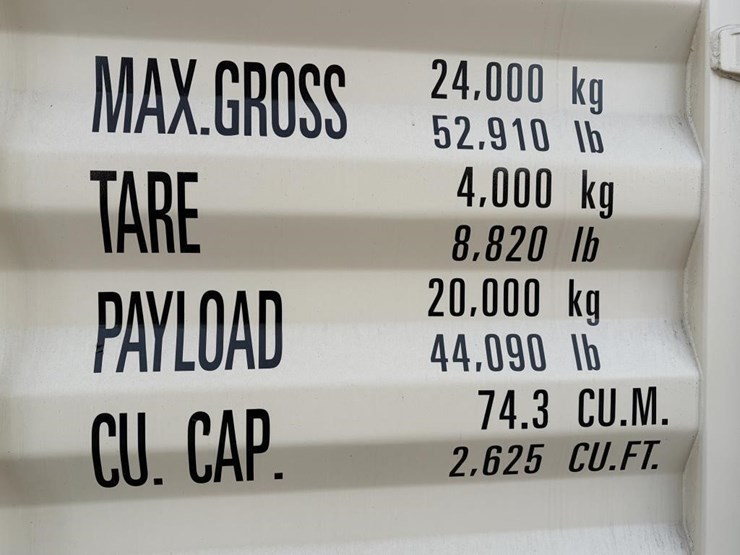 MAX.GROSS 24,000 kg
52,910 lb
TARE 4,000 kg
8,820 lb
PAYLOAD 20,000 kg
44,090 lb
CU. CAP. 74.3 CU.M.
2,625 CU.FT.